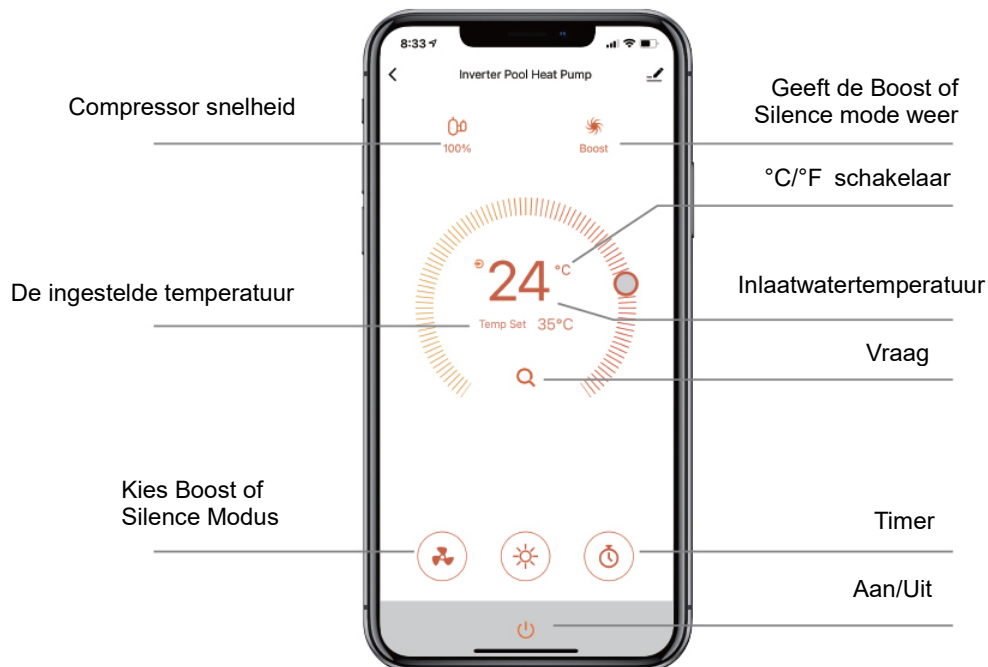 8:33
Inverter Pool Heat Pump
Compressor snelheid
Geeft de Boost of
Silence mode weer
100%
Boost
°C/°F schakelaar
24 °C
De ingestelde temperatuur
Inlaatwatertemperatuur
Temp Set 35°C
Vraag
Kies Boost of
Silence Modus
Timer
Aan/Uit